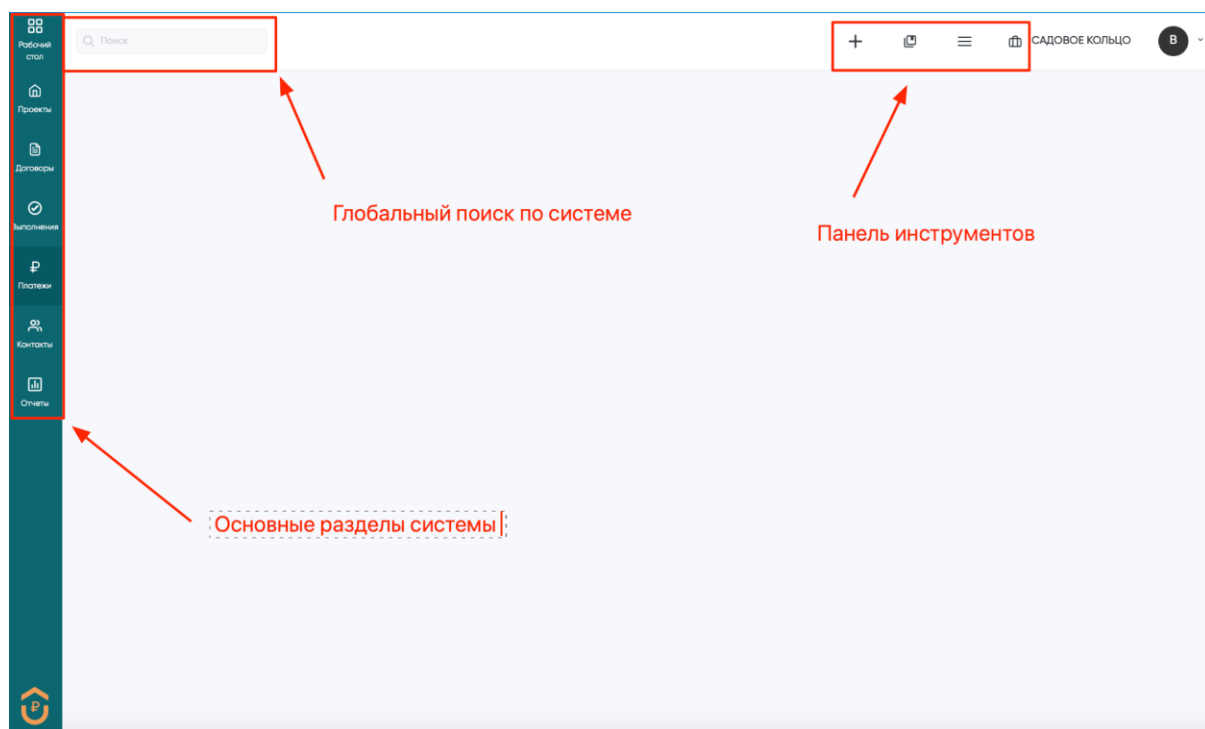 Рабочий
стол
Поиск
САДОВОЕ КОЛЬЦО
В
Проекты
Договоры
Выполнения
Платежи
Контакты
Отчеты
Глобальный поиск по системе
Панель инструментов
Основные разделы системы
₽